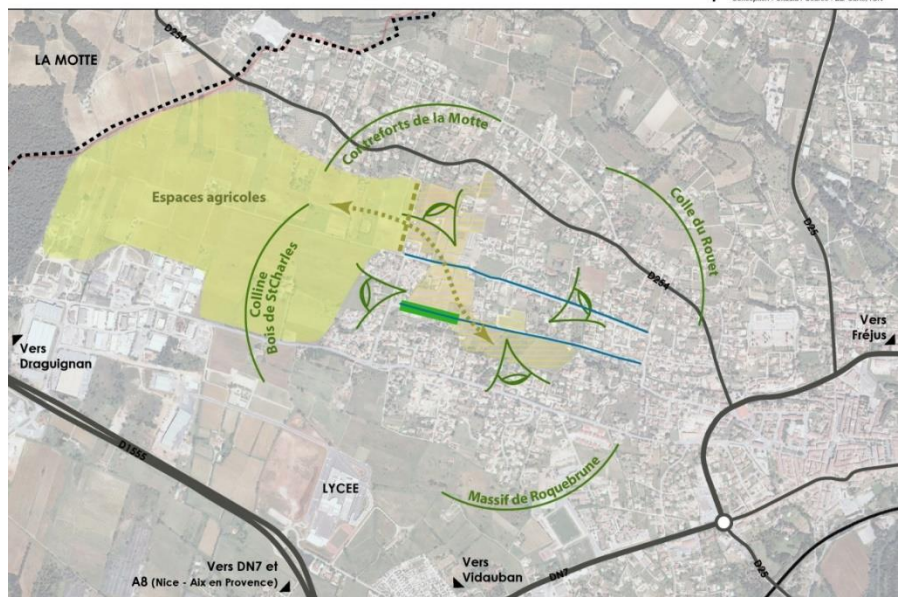 D254
LA MOTTE
Contreforts de la Motte
Espaces agricoles
Colline
Bois de StCharles
Colle du Rouet
D25
D254
Vers
Fréjus
Vers
Draguignan
D1555
LYCEE
Massif de Roquebrune
Vers DN7 et
A8 (Nice - Aix en Provence)
Vers
Vidauban
DN7
D25